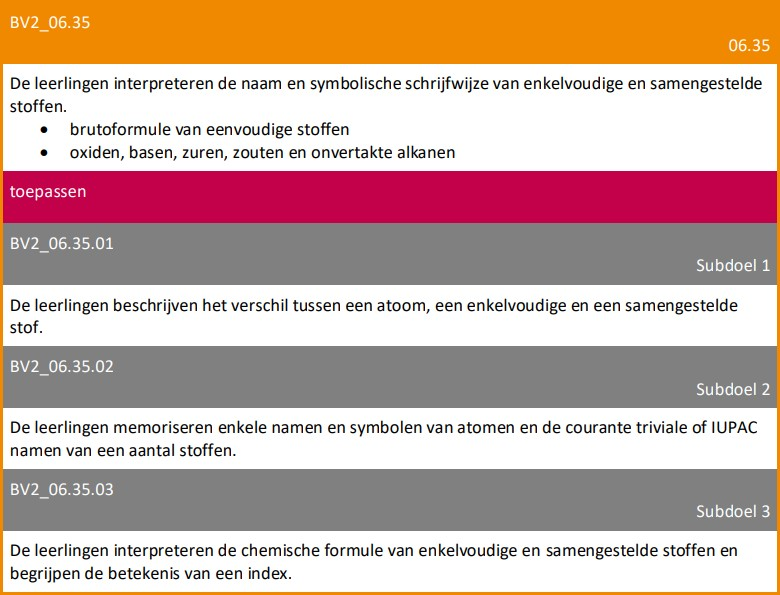 BV2_06.35
06.35
De leerlingen interpreteren de naam en symbolische schrijfwijze van enkelvoudige en samengestelde
stoffen.
• brutoformule van eenvoudige stoffen
• oxiden, basen, zuren, zouten en onvertakte alkanen
toepassen
BV2_06.35.01
Subdoel 1
De leerlingen beschrijven het verschil tussen een atoom, een enkelvoudige en een samengestelde
stof.
BV2_06.35.02
Subdoel 2
De leerlingen memoriseren enkele namen en symbolen van atomen en de courante triviale of IUPAC
namen van een aantal stoffen.
BV2_06.35.03
Subdoel 3
De leerlingen interpreteren de chemische formule van enkelvoudige en samengestelde stoffen en
begrijpen de betekenis van een index.